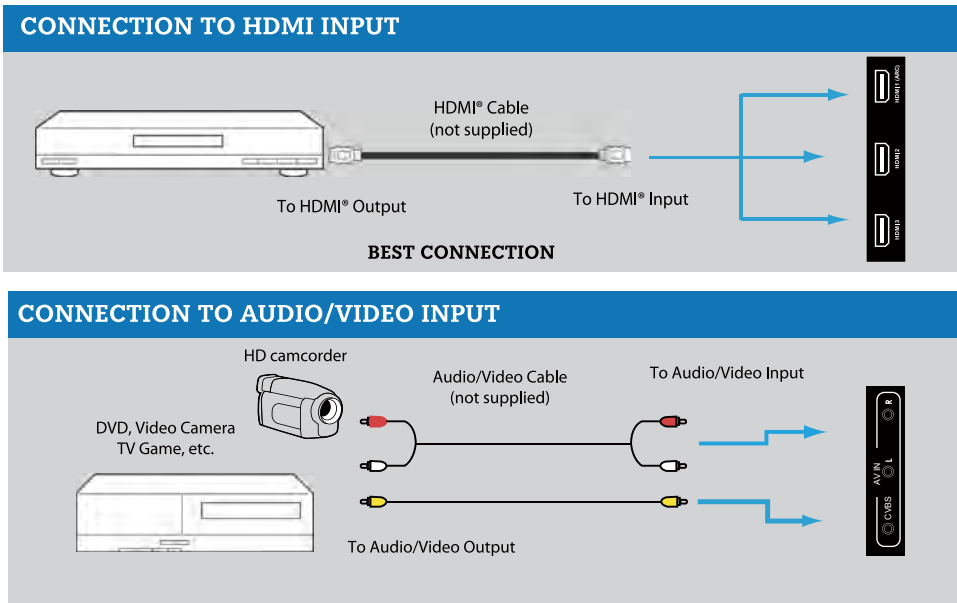 CONNECTION TO HDMI INPUT
HDMI® Cable
(not supplied)
To HDMI® Output
To HDMI® Input
BEST CONNECTION
HDMI1 (ARC)
HDMI2
HDMI3
CONNECTION TO AUDIO/VIDEO INPUT
HD camcorder
DVD, Video Camera
TV Game, etc.
Audio/Video Cable
(not supplied)
To Audio/Video Input
To Audio/Video Output
R
AV IN
L
CVBS